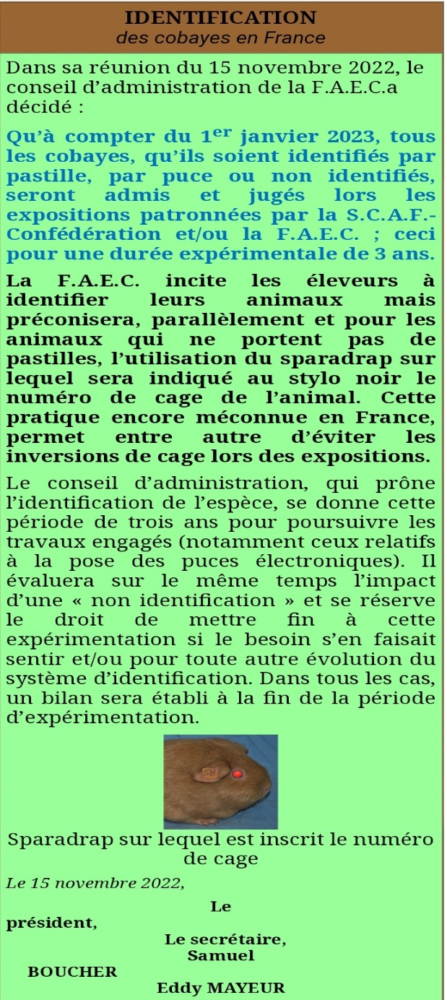 IDENTIFICATION
des cobayes en France
Dans sa réunion du 15 novembre 2022, le
conseil d’administration de la F.A.E.C.a
décidé :
Qu’à compter du 1er janvier 2023, tous
les cobayes, qu’ils soient identifiés par
pastille, par puce ou non identifiés,
seront admis et jugés lors les
expositions patronnées par la S.C.A.F.-
Confédération et/ou la F.A.E.C. ; ceci
pour une durée expérimentale de 3 ans.
La F.A.E.C. incite les éleveurs à
identifier leurs animaux mais
préconisera, parallèlement et pour les
animaux qui ne portent pas de
pastilles, l’utilisation du sparadrap sur
lequel sera indiqué au stylo noir le
numéro de cage de l’animal. Cette
pratique encore méconnue en France,
permet entre autre d’éviter les
inversions de cage lors des expositions.
Le conseil d’administration, qui prône
l’identification de l’espèce, se donne cette
période de trois ans pour poursuivre les
travaux engagés (notamment ceux relatifs
à la pose des puces électroniques). Il
évaluera sur le même temps l’impact
d’une « non identification » et se réserve
le droit de mettre fin à cette
expérimentation si le besoin s’en faisait
sentir et/ou pour toute autre évolution du
système d’identification. Dans tous les cas,
un bilan sera établi à la fin de la période
d’expérimentation.
58
Sparadrap sur lequel est inscrit le numéro
de cage
Le 15 novembre 2022,
Le
président,
Le secrétaire,
Samuel
BOUCHER
Eddy MAYEUR